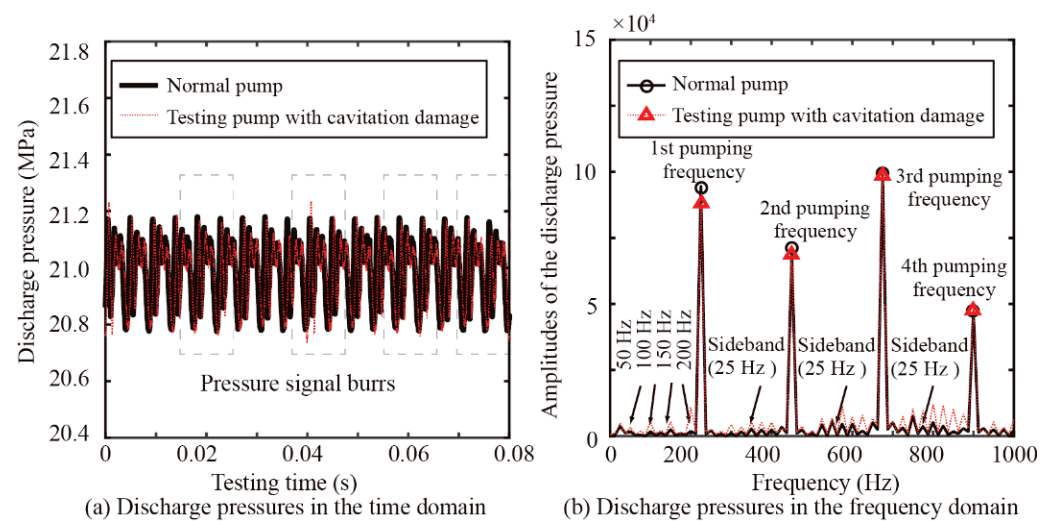 21.8
21.6
21.4
21.2
21.0
20.8
20.6
20.4
Discharge pressure (MPa)
Normal pump
Testing pump with cavitation damage
Pressure signal burrs
0
0.02
0.04
0.06
0.08
Testing time (s)
(a) Discharge pressures in the time domain
×10⁴
15
10
5
0
Amplitudes of the discharge pressure
Normal pump
Testing pump with cavitation damage
1st pumping
frequency
2nd pumping
frequency
3rd pumping
frequency
4th pumping
frequency
50 Hz
100 Hz
150 Hz
200 Hz
Sideband
(25 Hz )
Sideband
(25 Hz )
Sideband
(25 Hz )
0
200
400
600
800
1000
Frequency (Hz)
(b) Discharge pressures in the frequency domain